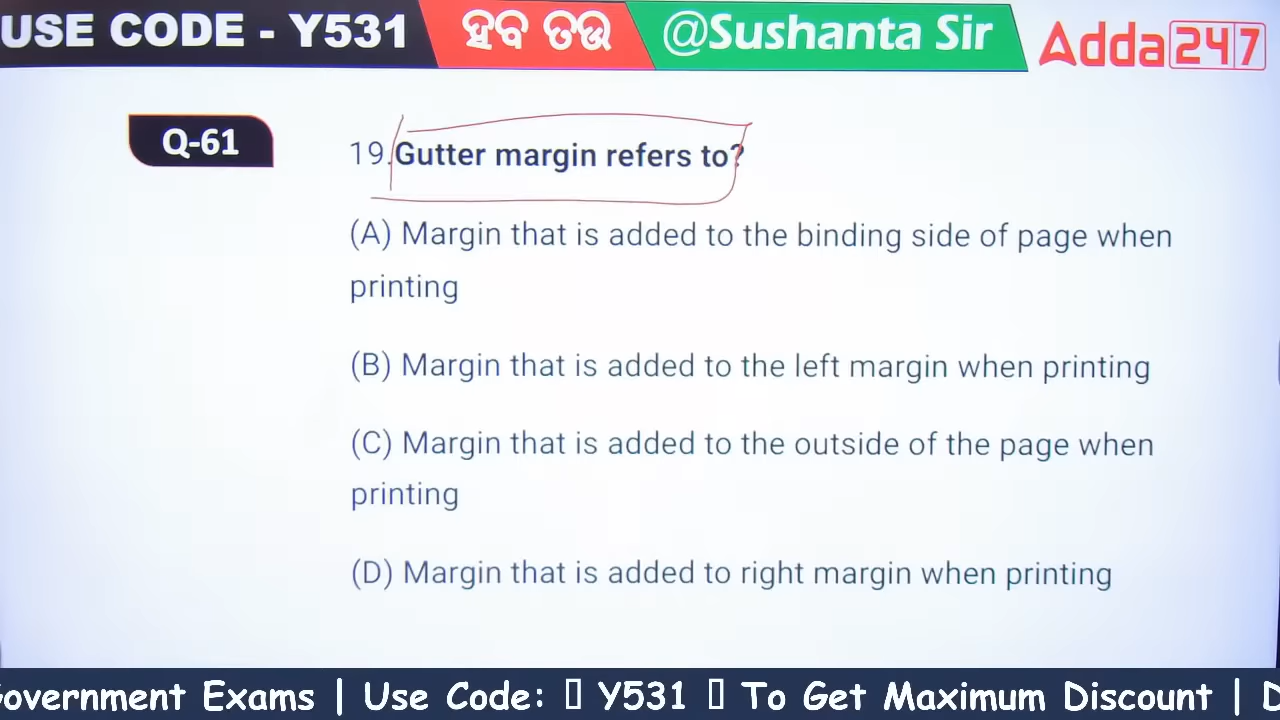 USE CODE - Y531 ହବ ତଉ @Sushanta Sir Adda247
Q-61
19.Gutter margin refers to?
(A) Margin that is added to the binding side of page when
printing
(B) Margin that is added to the left margin when printing
(C) Margin that is added to the outside of the page when
printing
(D) Margin that is added to right margin when printing
Government Exams | Use Code: Y531 To Get Maximum Discount | D